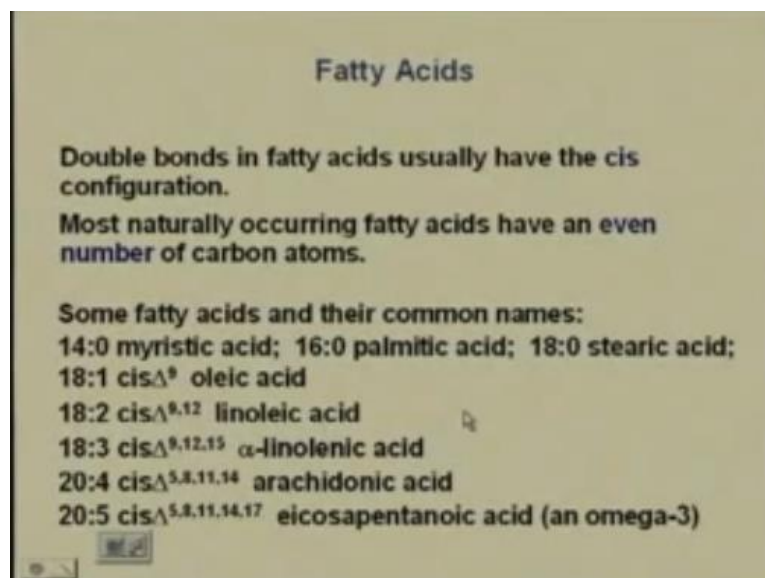 Fatty Acids
Double bonds in fatty acids usually have the cis
configuration.
Most naturally occurring fatty acids have an even
number of carbon atoms.
Some fatty acids and their common names:
14:0 myristic acid; 16:0 palmitic acid; 18:0 stearic acid;
18:1 cisΔ⁹ oleic acid
18:2 cisΔ⁹,¹² linoleic acid
18:3 cisΔ⁹,¹²,¹⁵ α-linolenic acid
20:4 cisΔ⁵,⁸,¹¹,¹⁴ arachidonic acid
20:5 cisΔ⁵,⁸,¹¹,¹⁴,¹⁷ eicosapentanoic acid (an omega-3)